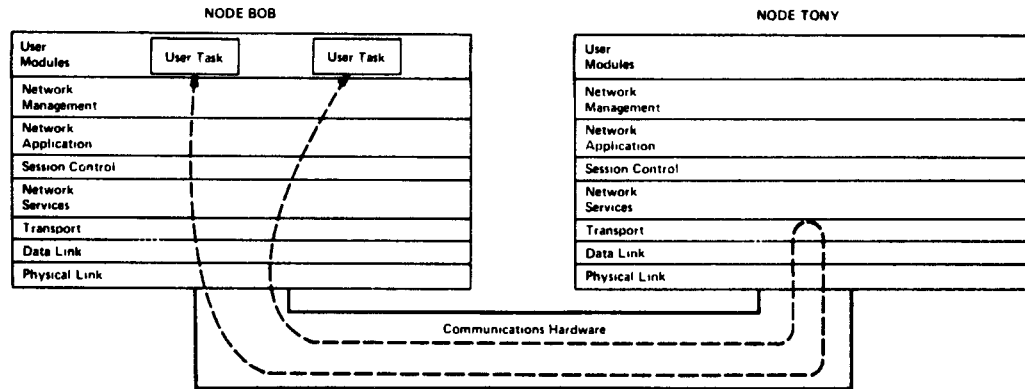 NODE BOB
NODE TONY
User
Modules
User Task
User Task
Network
Management
Network
Application
Session Control
Network
Services
Transport
Data Link
Physical Link
User
Modules
Network
Management
Network
Application
Session Control
Network
Services
Transport
Data Link
Physical Link
Communications Hardware